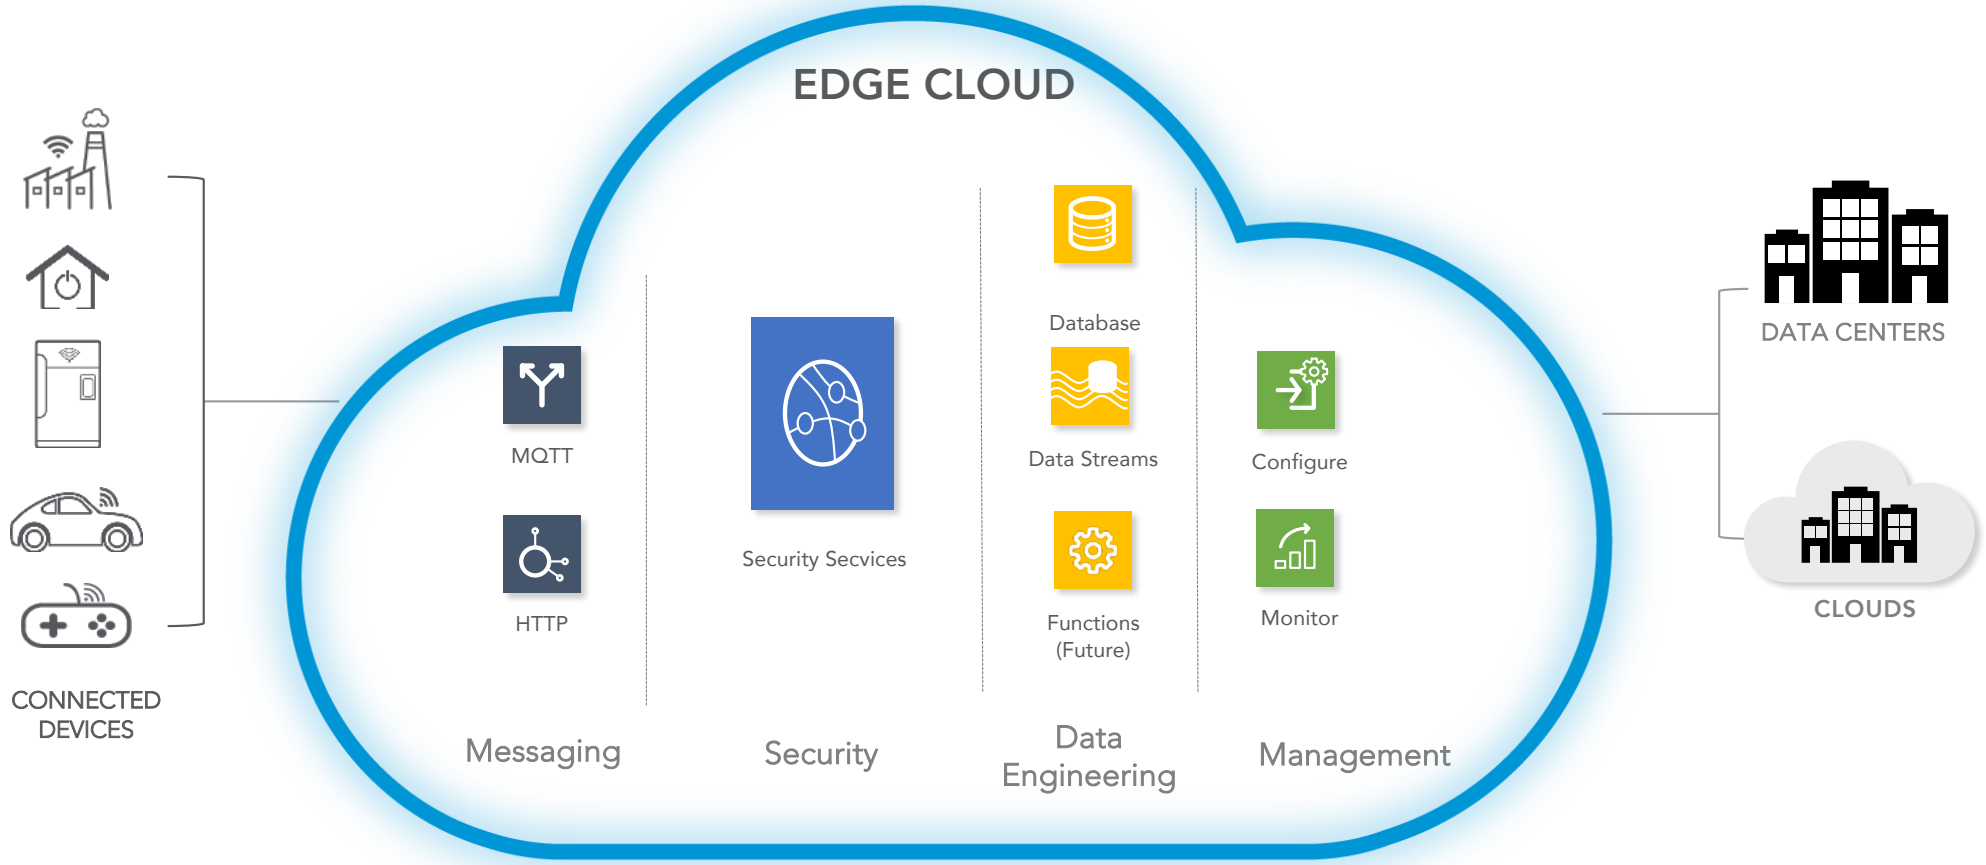 EDGE CLOUD
CONNECTED
DEVICES
MQTT
HTTP
Messaging
Security Secvices
Security
Database
Data Streams
Functions
(Future)
Data
Engineering
Configure
Monitor
Management
DATA CENTERS
CLOUDS